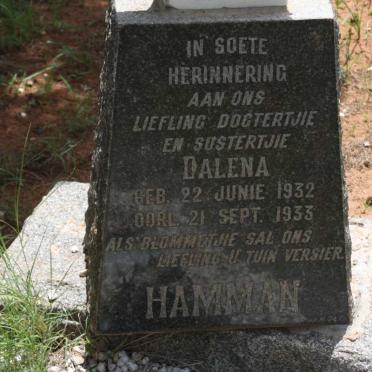 IN SOETE
HERINNERING
AAN ONS
LIEFLING DOGTERTJIE
EN SUSTERTJIE
DALENA
GEB. 22 JUNIE 1932
OORL. 21 SEPT. 1933
ALS BLOMMETJIE SAL ONS
LIEFLING U TUIN VERSIER.
HAMMAN